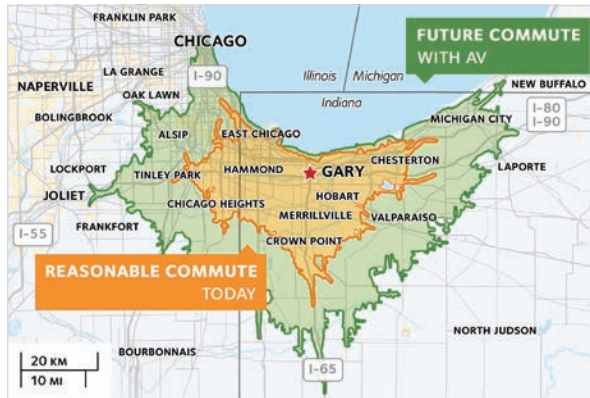 FRANKLIN PARK
CHICAGO
FUTURE COMMUTE
WITH AV
LA GRANGE
I-90
Illinois
Michigan
Indiana
NAPERVILLE
OAK LAWN
NEW BUFFALO
I-80
I-90
BOLINGBROOK
MICHIGAN CITY
ALSIP
EAST CHICAGO
CHESTERTON
LOCKPORT
TINLEY PARK
HAMMOND
GARY
LAPORTE
JOLIET
HOBART
CHICAGO HEIGHTS
MERRILLVILLE
VALPARAISO
FRANKFORT
I-55
CROWN POINT
REASONABLE COMMUTE
TODAY
NORTH JUDSON
20 KM
10 MI
BOURBONNAIS
I-65